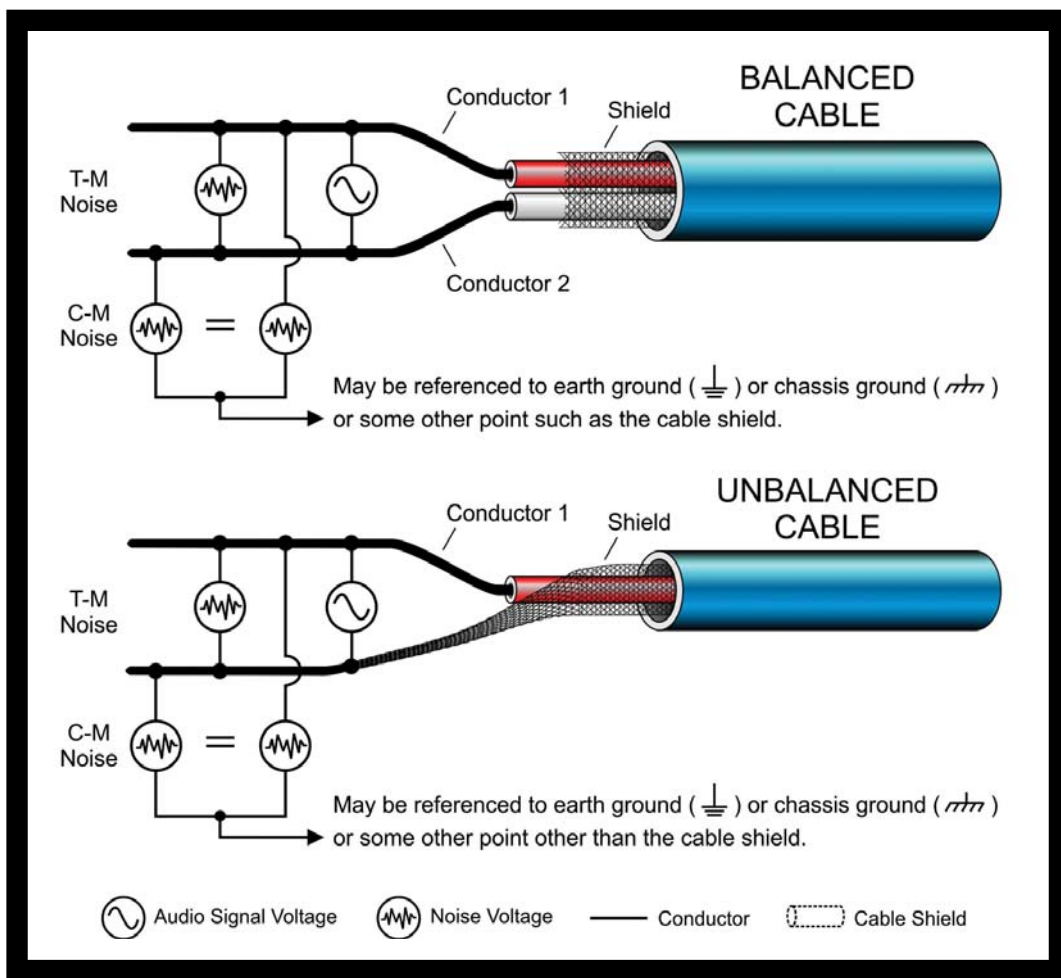 BALANCED
CABLE
Conductor 1
Shield
T-M
Noise
Conductor 2
C-M
Noise
=
May be referenced to earth ground ( ) or chassis ground ( )
or some other point such as the cable shield.
UNBALANCED
CABLE
Conductor 1
Shield
T-M
Noise
C-M
Noise
=
May be referenced to earth ground ( ) or chassis ground ( )
or some other point other than the cable shield.
Audio Signal Voltage
Noise Voltage
Conductor
Cable Shield